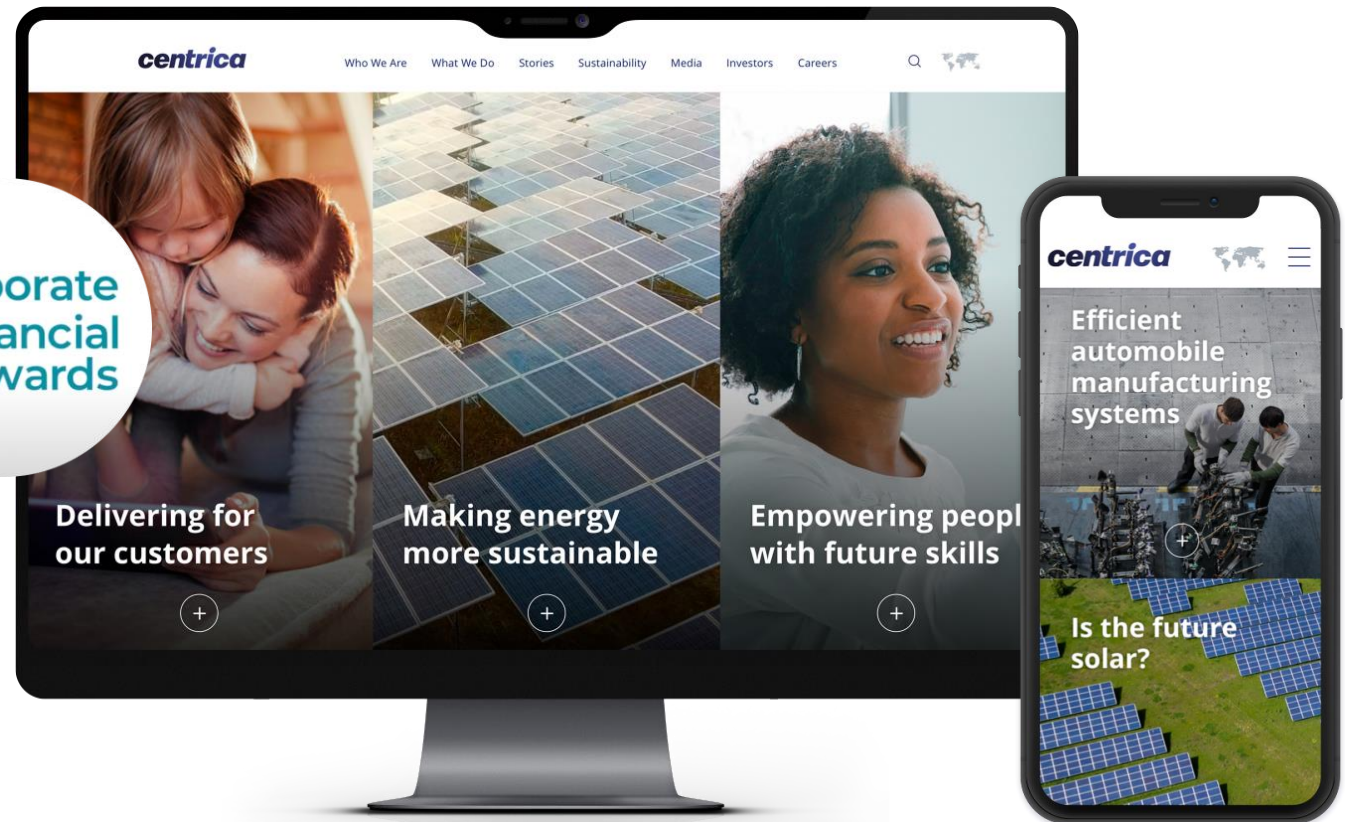 centrica
Who We Are What We Do Stories Sustainability Media Investors Careers
porate
ancial
wards
Delivering for
our customers
+
Making energy
more sustainable
+
Empowering peopl
with future skills
+
centrica
Efficient
automobile
manufacturing
systems
+
Is the future
solar?